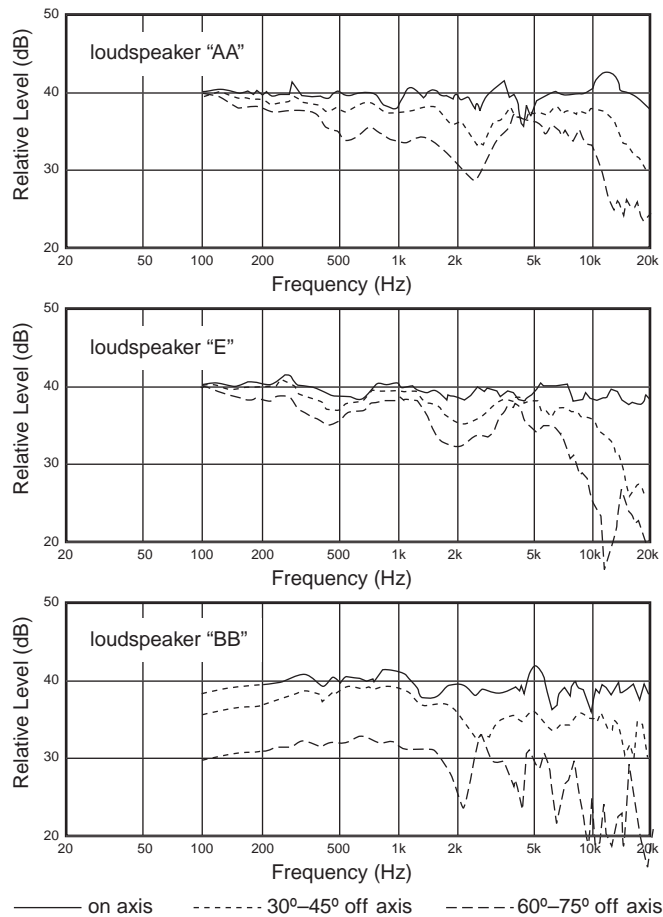 50
loudspeaker “AA”
40
30
20
Relative Level (dB)
20 50 100 200 500 1k 2k 5k 10k 20k
Frequency (Hz)
50
loudspeaker “E”
40
30
20
Relative Level (dB)
20 50 100 200 500 1k 2k 5k 10k 20k
Frequency (Hz)
50
loudspeaker “BB”
40
30
20
Relative Level (dB)
20 50 100 200 500 1k 2k 5k 10k 20k
Frequency (Hz)
on axis 30º–45º off axis 60º–75º off axis